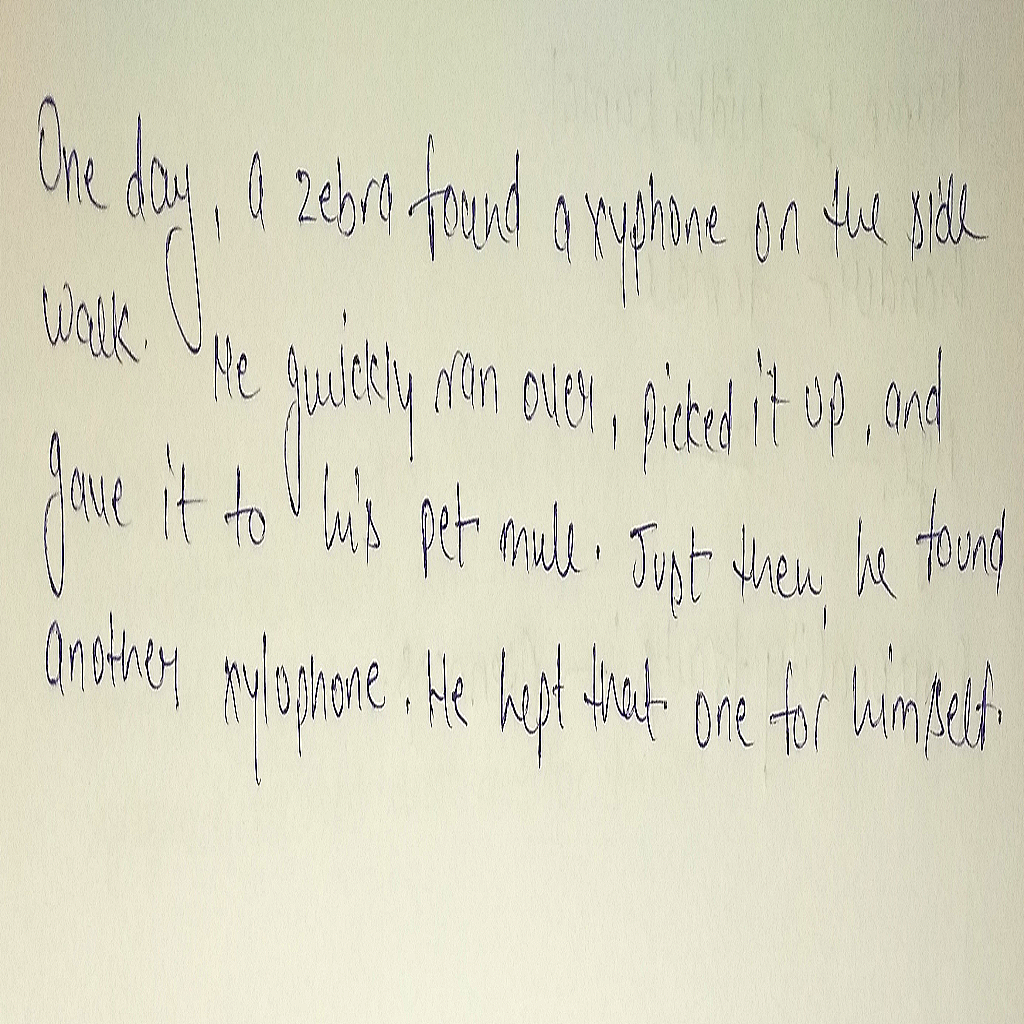 One day, a zebra found a xyphone on the side
walk. He quickly ran over, picked it up, and
gave it to his pet mule. Just then, he found
another xylophone. He kept that one for himself.